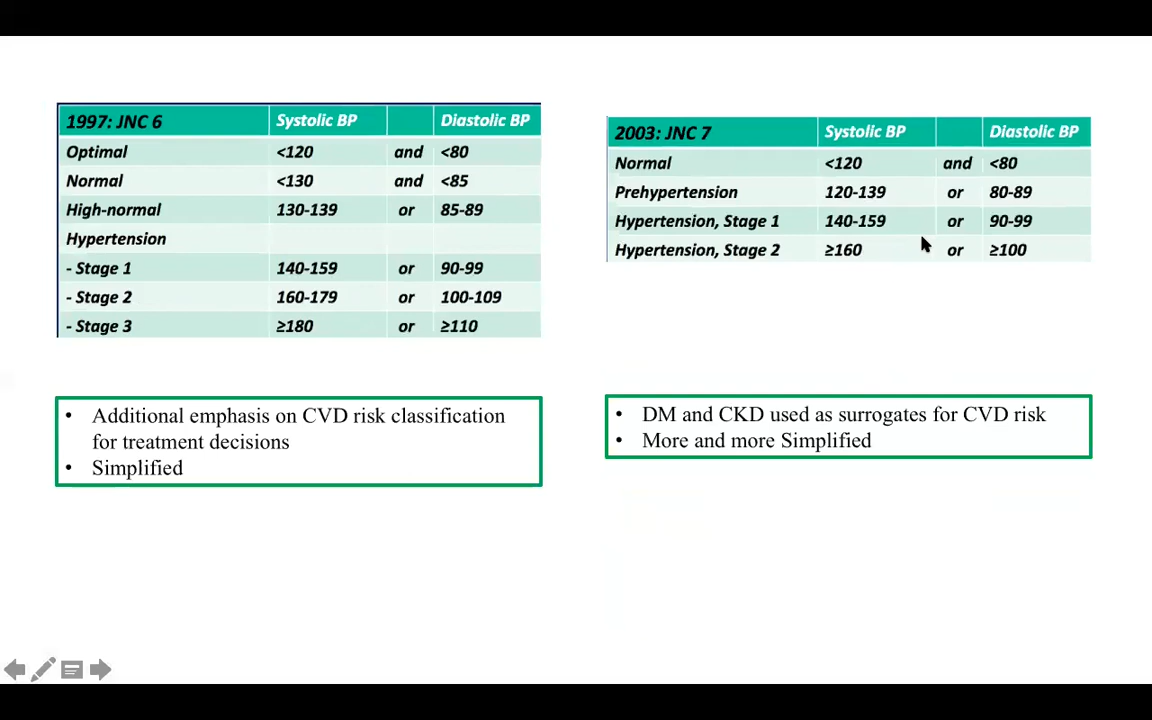 1997: JNC 6 Systolic BP Diastolic BP
Optimal <120 and <80
Normal <130 and <85
High-normal 130-139 or 85-89
Hypertension
- Stage 1 140-159 or 90-99
- Stage 2 160-179 or 100-109
- Stage 3 ≥180 or ≥110
• Additional emphasis on CVD risk classification
for treatment decisions
• Simplified
2003: JNC 7 Systolic BP Diastolic BP
Normal <120 and <80
Prehypertension 120-139 or 80-89
Hypertension, Stage 1 140-159 or 90-99
Hypertension, Stage 2 ≥160 or ≥100
• DM and CKD used as surrogates for CVD risk
• More and more Simplified